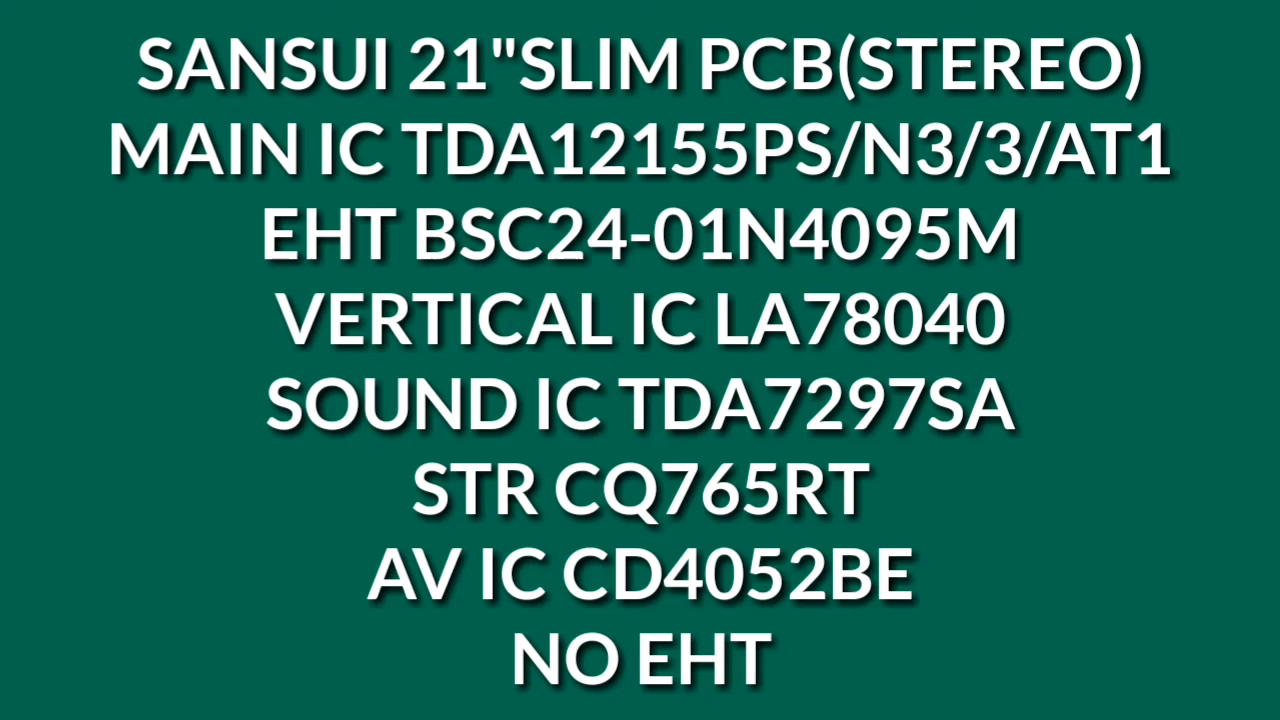 SANSUI 21"SLIM PCB(STEREO)
MAIN IC TDA12155PS/N3/3/AT1
EHT BSC24-01N4095M
VERTICAL IC LA78040
SOUND IC TDA7297SA
STR CQ765RT
AV IC CD4052BE
NO EHT